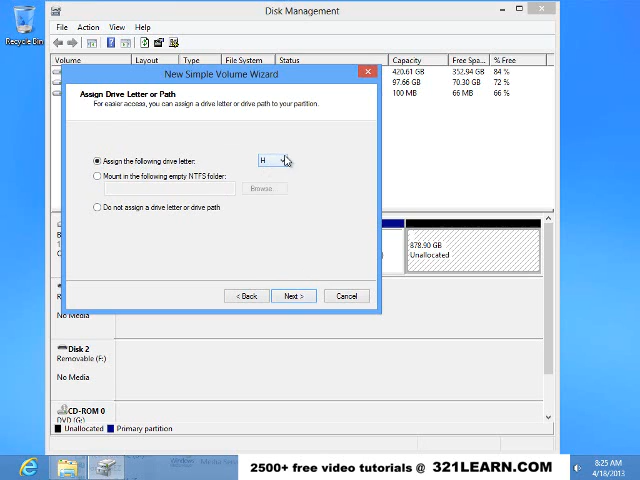 Disk Management
Recycle Bin
File Action View Help
Volume Layout Type File System Status Capacity Free Spa... % Free
420.61 GB 352.94 GB 84 %
97.66 GB 70.30 GB 72 %
100 MB 66 MB 66 %
New Simple Volume Wizard
Assign Drive Letter or Path
For easier access, you can assign a drive letter or drive path to your partition.
Assign the following drive letter: H
Mount in the following empty NTFS folder:
Browse...
Do not assign a drive letter or drive path
878.90 GB
Unallocated
< Back Next > Cancel
No Media
Disk 2
Removable (F:)
No Media
CD-ROM 0
DVD (G:)
Unallocated Primary partition
2500+ free video tutorials @ 321LEARN.COM
8:25 AM
4/18/2013